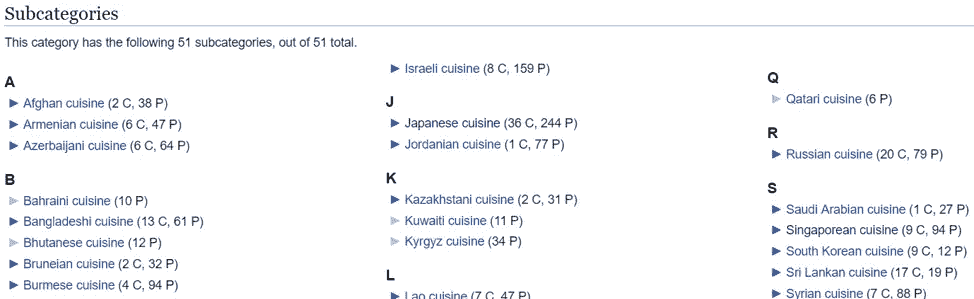 Subcategories
This category has the following 51 subcategories, out of 51 total.
A
► Afghan cuisine (2 C, 38 P)
► Armenian cuisine (6 C, 47 P)
► Azerbaijani cuisine (6 C, 64 P)
B
► Bahraini cuisine (10 P)
► Bangladeshi cuisine (13 C, 61 P)
► Bhutanese cuisine (12 P)
► Bruneian cuisine (2 C, 32 P)
► Burmese cuisine (4 C, 94 P)
► Israeli cuisine (8 C, 159 P)
J
► Japanese cuisine (36 C, 244 P)
► Jordanian cuisine (1 C, 77 P)
K
► Kazakhstani cuisine (2 C, 31 P)
► Kuwaiti cuisine (11 P)
► Kyrgyz cuisine (34 P)
L
► Lao cuisine (7 C, 47 P)
Q
► Qatari cuisine (6 P)
R
► Russian cuisine (20 C, 79 P)
S
► Saudi Arabian cuisine (1 C, 27 P)
► Singaporean cuisine (9 C, 94 P)
► South Korean cuisine (9 C, 12 P)
► Sri Lankan cuisine (17 C, 19 P)
► Syrian cuisine (7 C, 88 P)